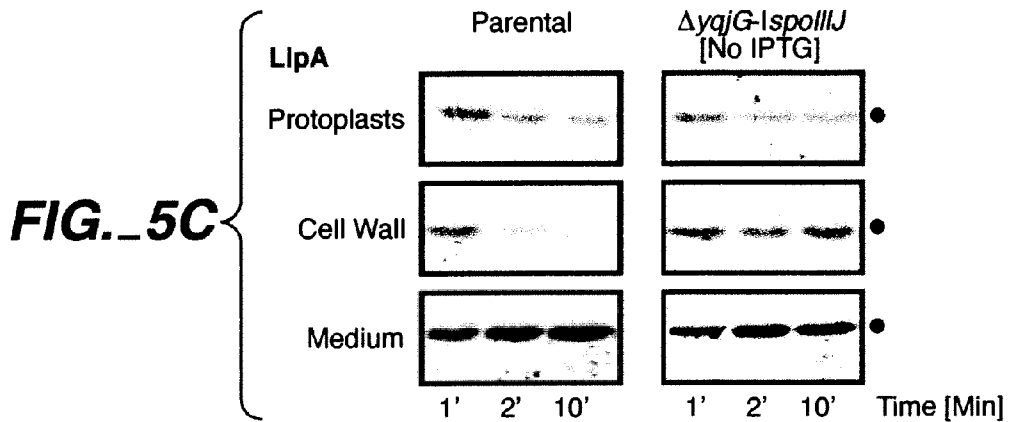 Parental
ΔyqjG-IspoIIIJ
[No IPTG]
LipA
Protoplasts
Cell Wall
FIG._5C
Medium
1' 2' 10' 1' 2' 10' Time [Min]